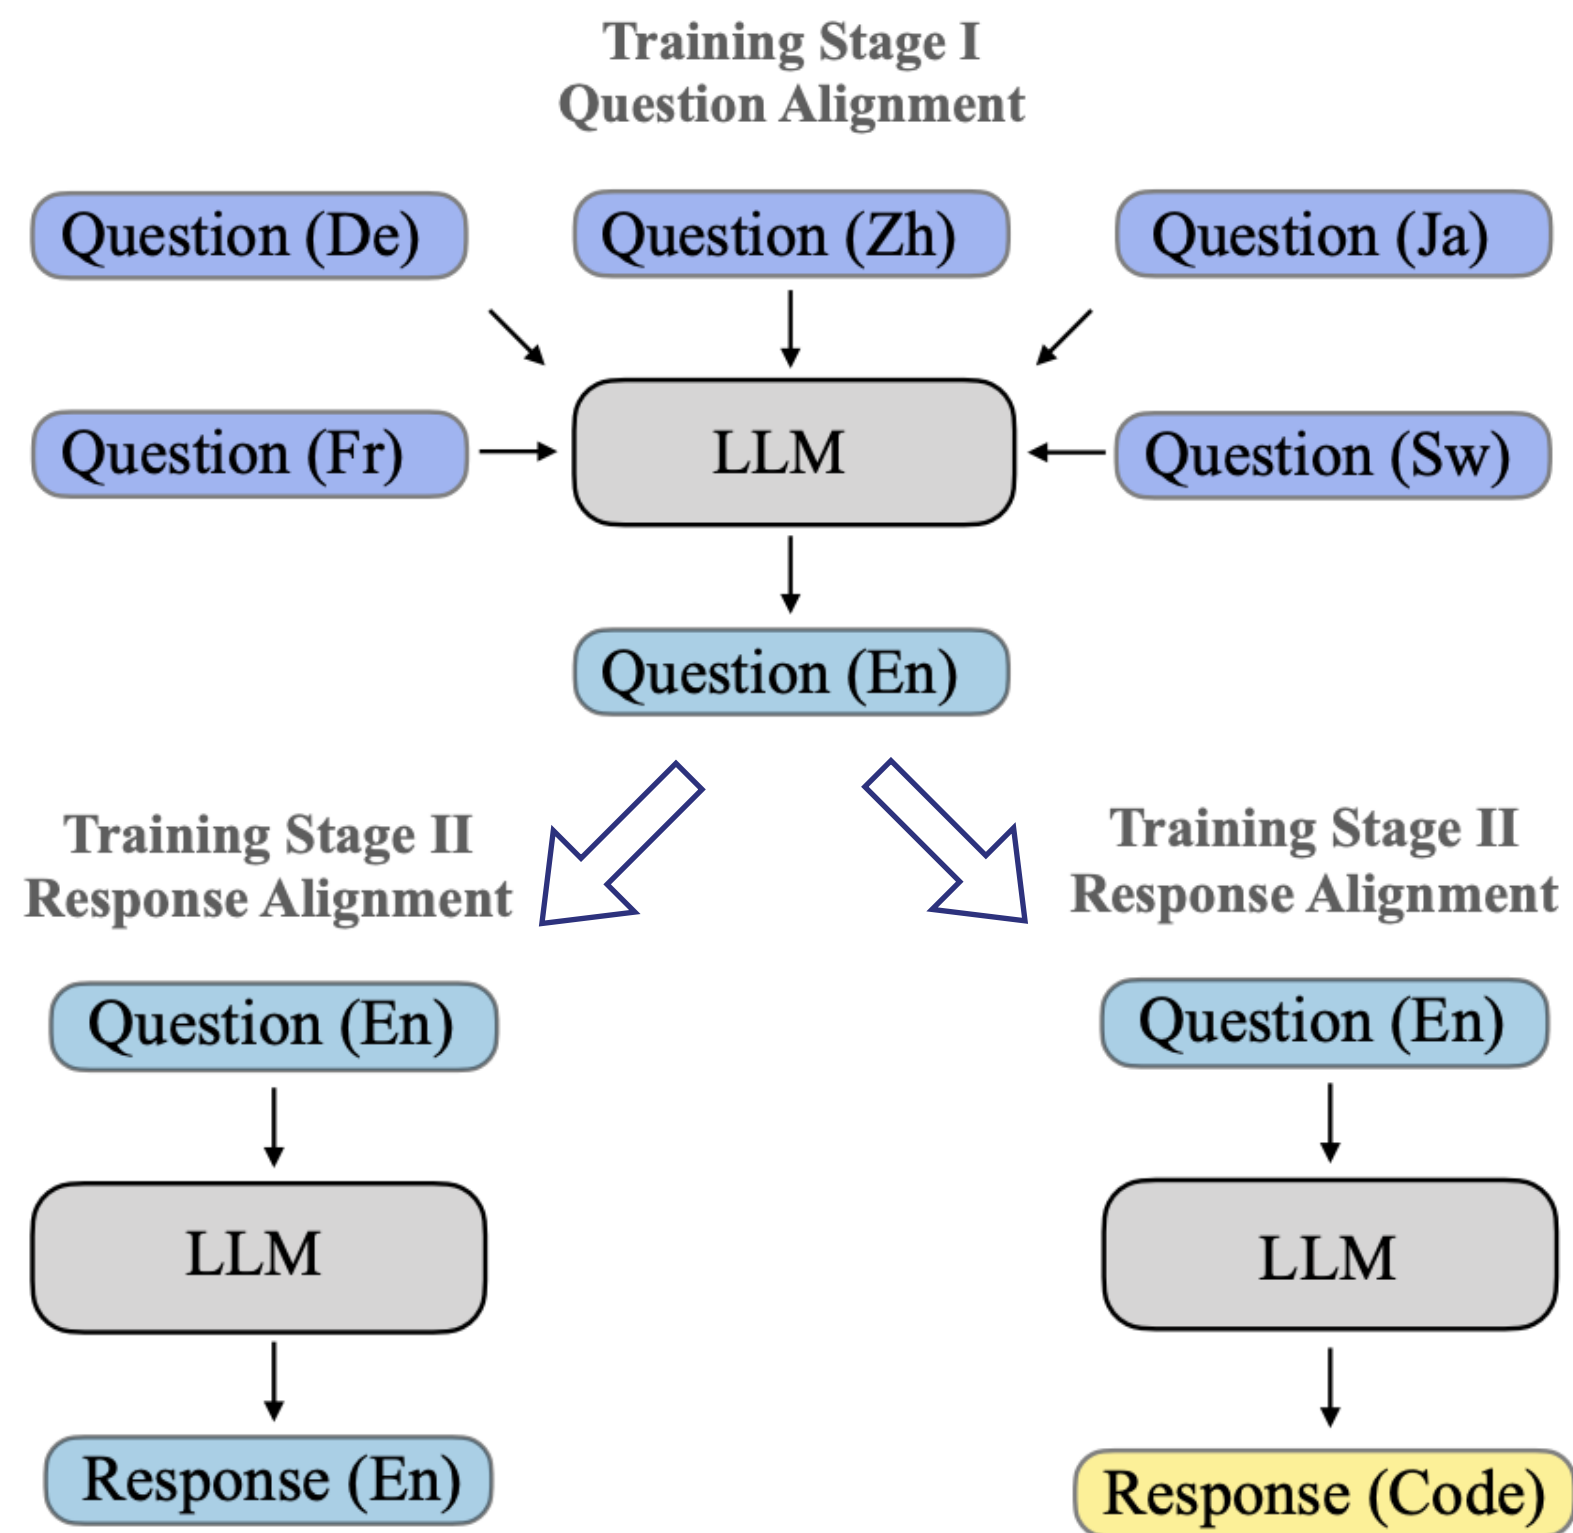 Training Stage I
Question Alignment
Question (De)
Question (Zh)
Question (Ja)
Question (Fr)
LLM
Question (Sw)
Question (En)
Training Stage II
Response Alignment
Question (En)
LLM
Response (En)
Training Stage II
Response Alignment
Question (En)
LLM
Response (Code)